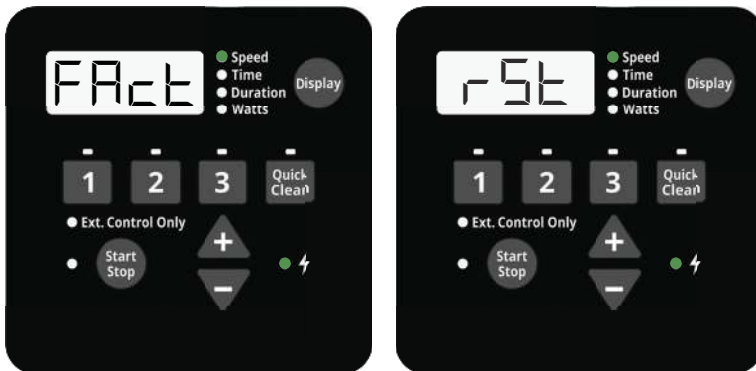 FAct
Speed
Time
Duration
Watts
Display
1 2 3 Quick Clean
Ext. Control Only
Start Stop
+
−
rSt
Speed
Time
Duration
Watts
Display
1 2 3 Quick Clean
Ext. Control Only
Start Stop
+
−